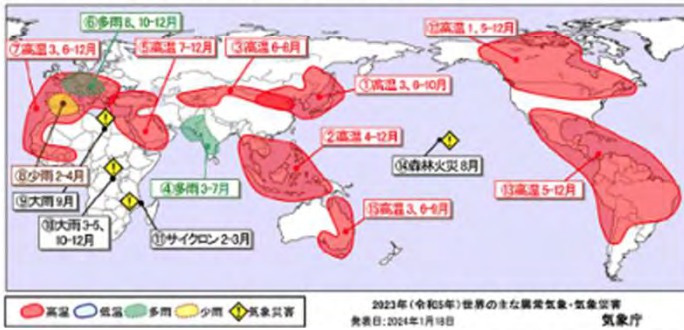 ⑥多雨 8、10-12月
⑫高温 1、5-12月
⑦高温 3、6-12月
⑤高温 7-12月
③高温 6-8月
①高温 3、6-10月
②高温 4-12月
⑧少雨 2-4月
④多雨 3-7月
⑭森林火災 8月
⑬高温 5-12月
⑨大雨 9月
⑩大雨 3-5、
10-12月
⑪サイクロン 2-3月
⑮高温 3、6-9月
高温 低温 多雨 少雨 気象災害
2023年(令和5年)世界の主な異常気象・気象災害
発表日:2024年1月18日
気象庁